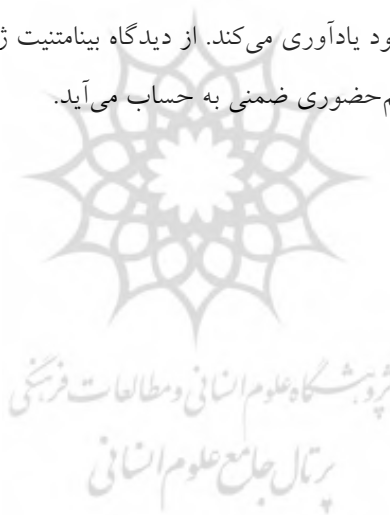 ود یادآوری می‌کند. از دیدگاه بینامتنیت ژ
م‌حضوری ضمنی به حساب می‌آید.
پژوهشگاه علوم انسانی و مطالعات فرهنگی
پرتال جامع علوم انسانی